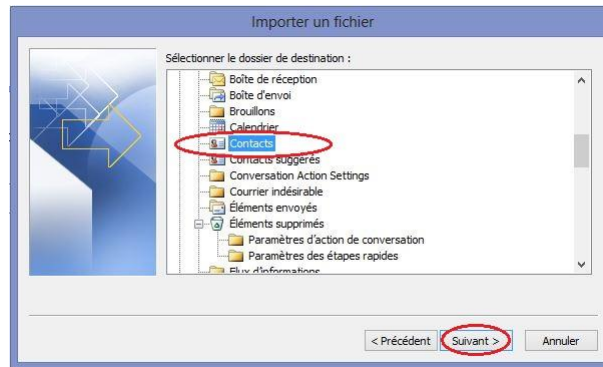 Importer un fichier
Sélectionner le dossier de destination :
Boîte de réception
Boîte d'envoi
Brouillons
Calendrier
Contacts
Contacts suggérés
Conversation Action Settings
Courrier indésirable
Éléments envoyés
Éléments supprimés
Paramètres d'action de conversation
Paramètres des étapes rapides
Flux d'informations
< Précédent Suivant > Annuler